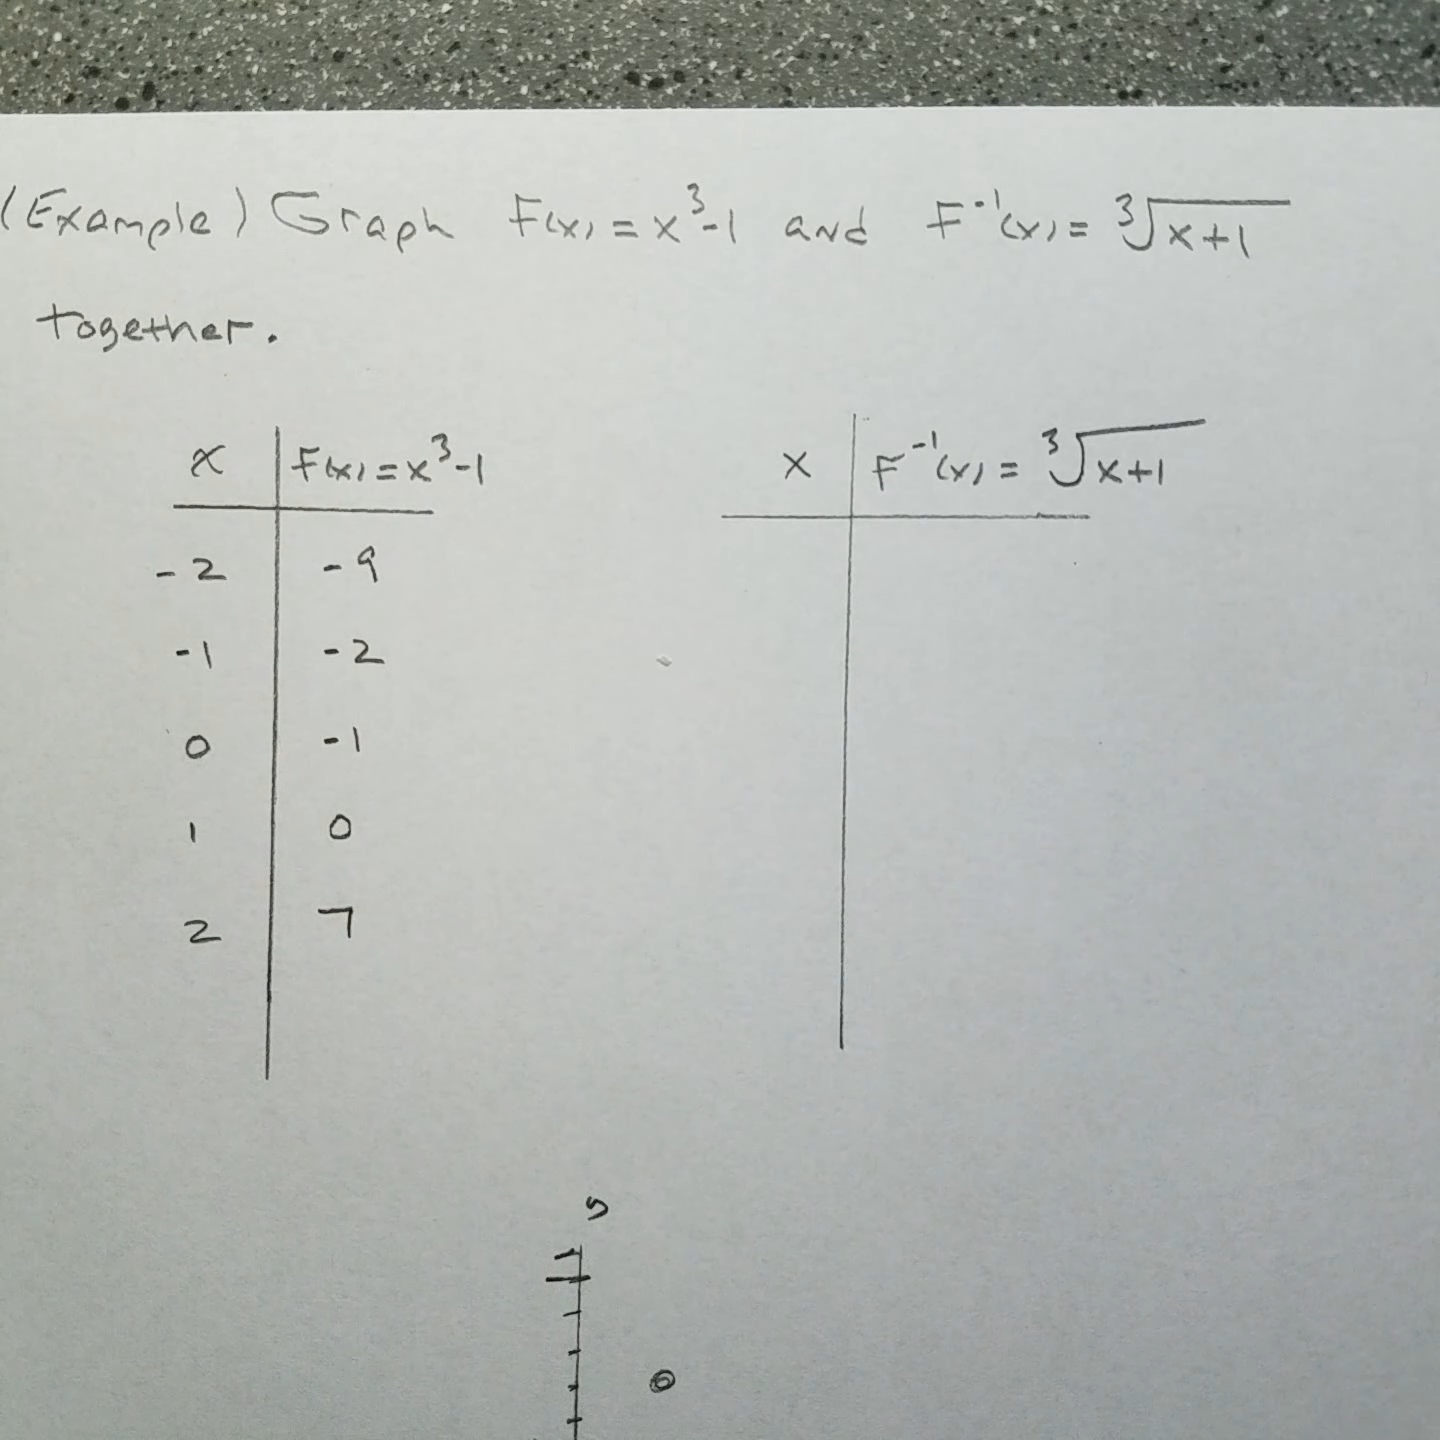 (Example) Graph F(x) = x³-1 and F⁻¹(x) = ∛(x+1)
together.
x | F(x) = x³-1
-2 | -9
-1 | -2
0 | -1
1 | 0
2 | 7
x | F⁻¹(x) = ∛(x+1)
y